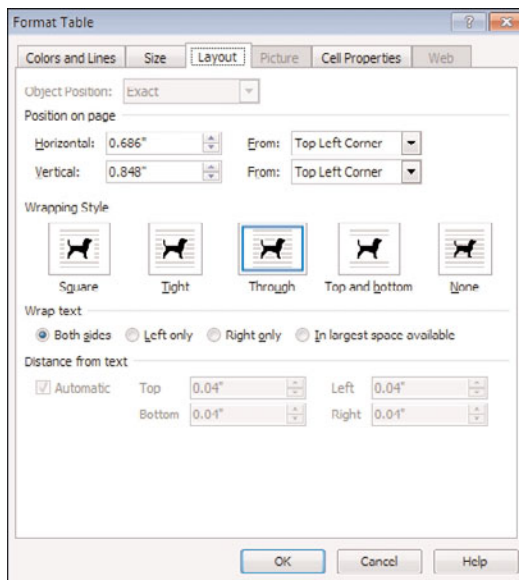 Format Table
Colors and Lines Size Layout Picture Cell Properties Web
Object Position: Exact
Position on page
Horizontal: 0.686" From: Top Left Corner
Vertical: 0.848" From: Top Left Corner
Wrapping Style
Square Tight Through Top and bottom None
Wrap text
Both sides Left only Right only In largest space available
Distance from text
Automatic Top 0.04" Left 0.04"
Bottom 0.04" Right 0.04"
OK Cancel Help